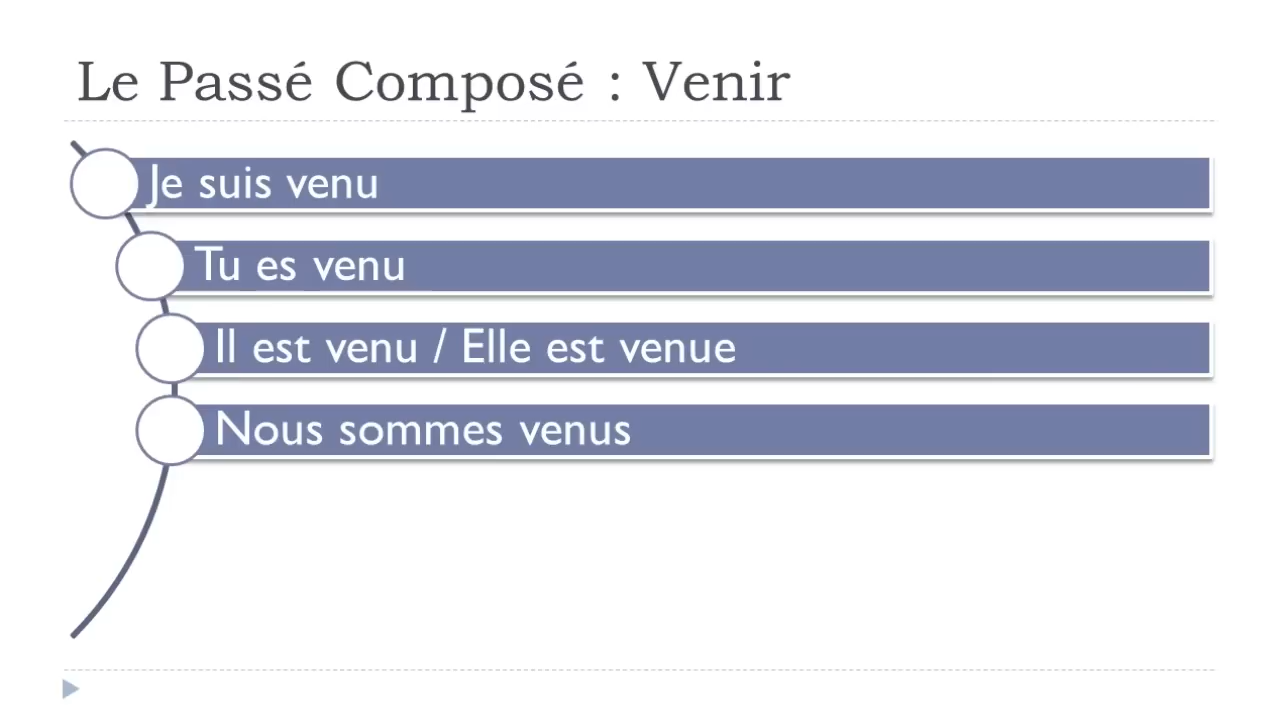 Le Passé Composé : Venir
Je suis venu
Tu es venu
Il est venu / Elle est venue
Nous sommes venus